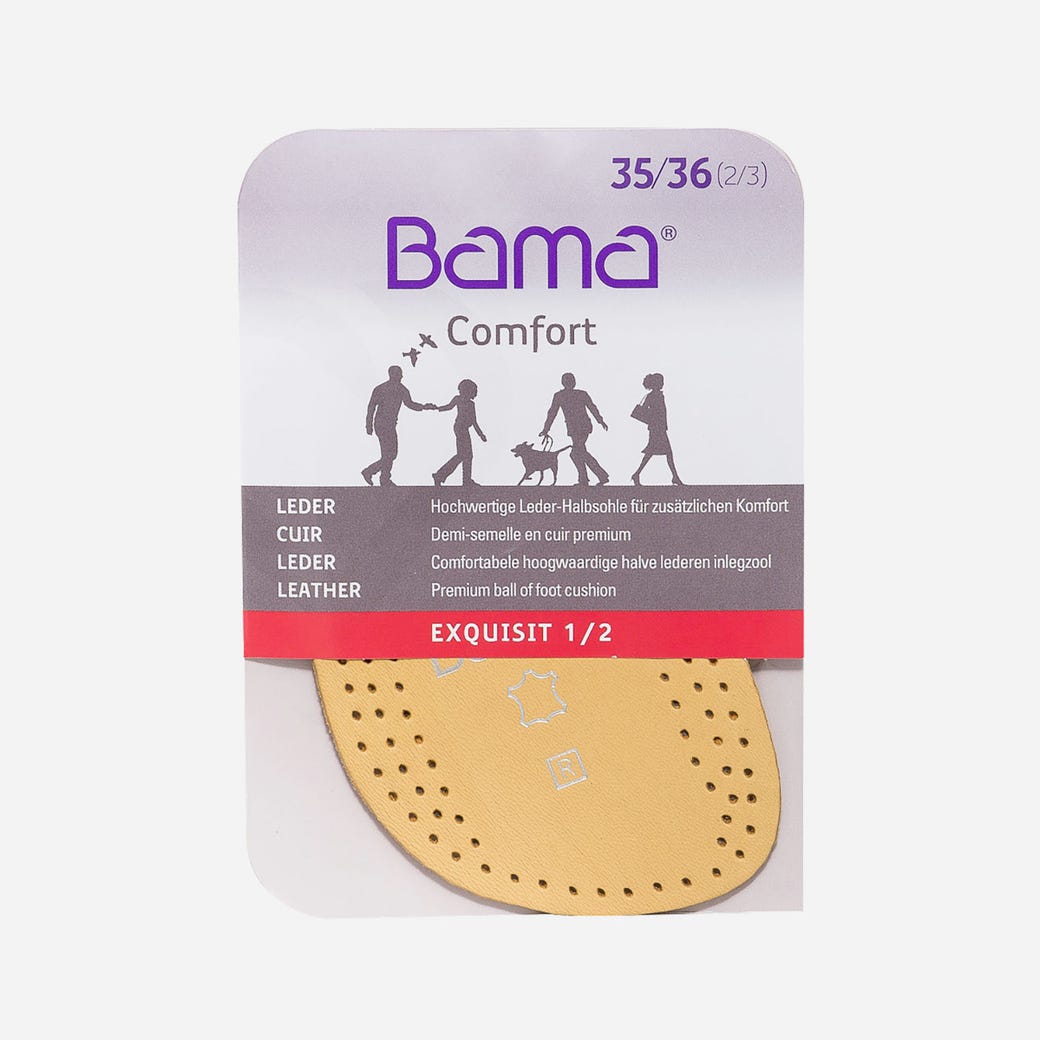 35/36 (2/3)
Bama®
Comfort
LEDER Hochwertige Leder-Halbsohle für zusätzlichen Komfort
CUIR Demi-semelle en cuir premium
LEDER Comfortabele hoogwaardige halve lederen inlegzool
LEATHER Premium ball of foot cushion
EXQUISIT 1/2
R